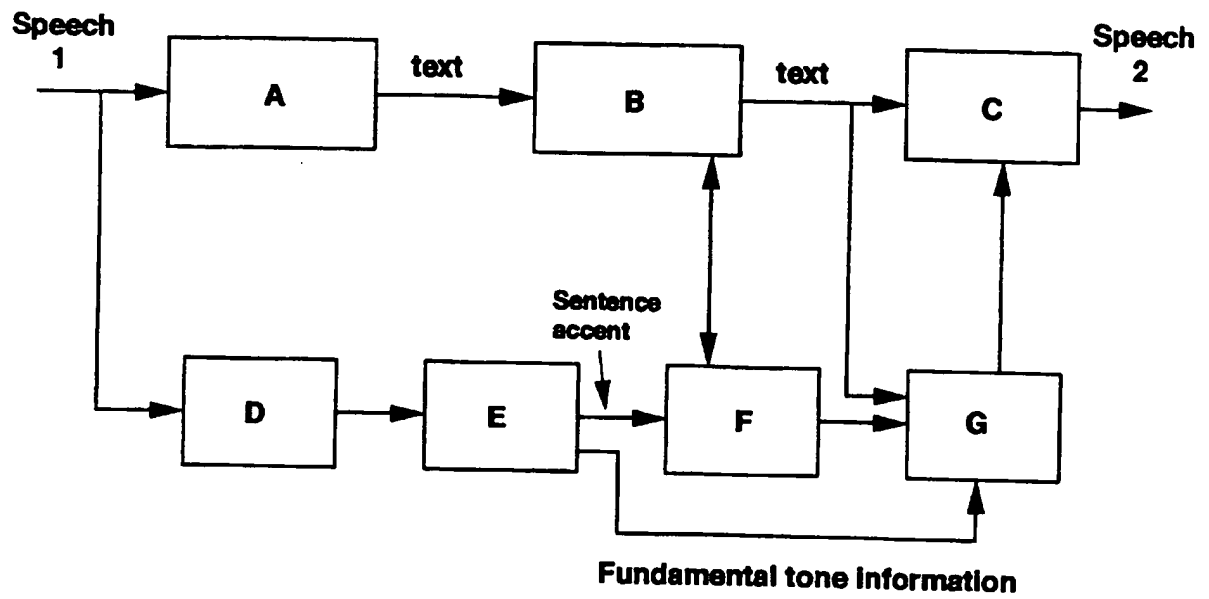 Speech
1
A
text
B
text
C
Speech
2
Sentence
accent
D
E
F
G
Fundamental tone information